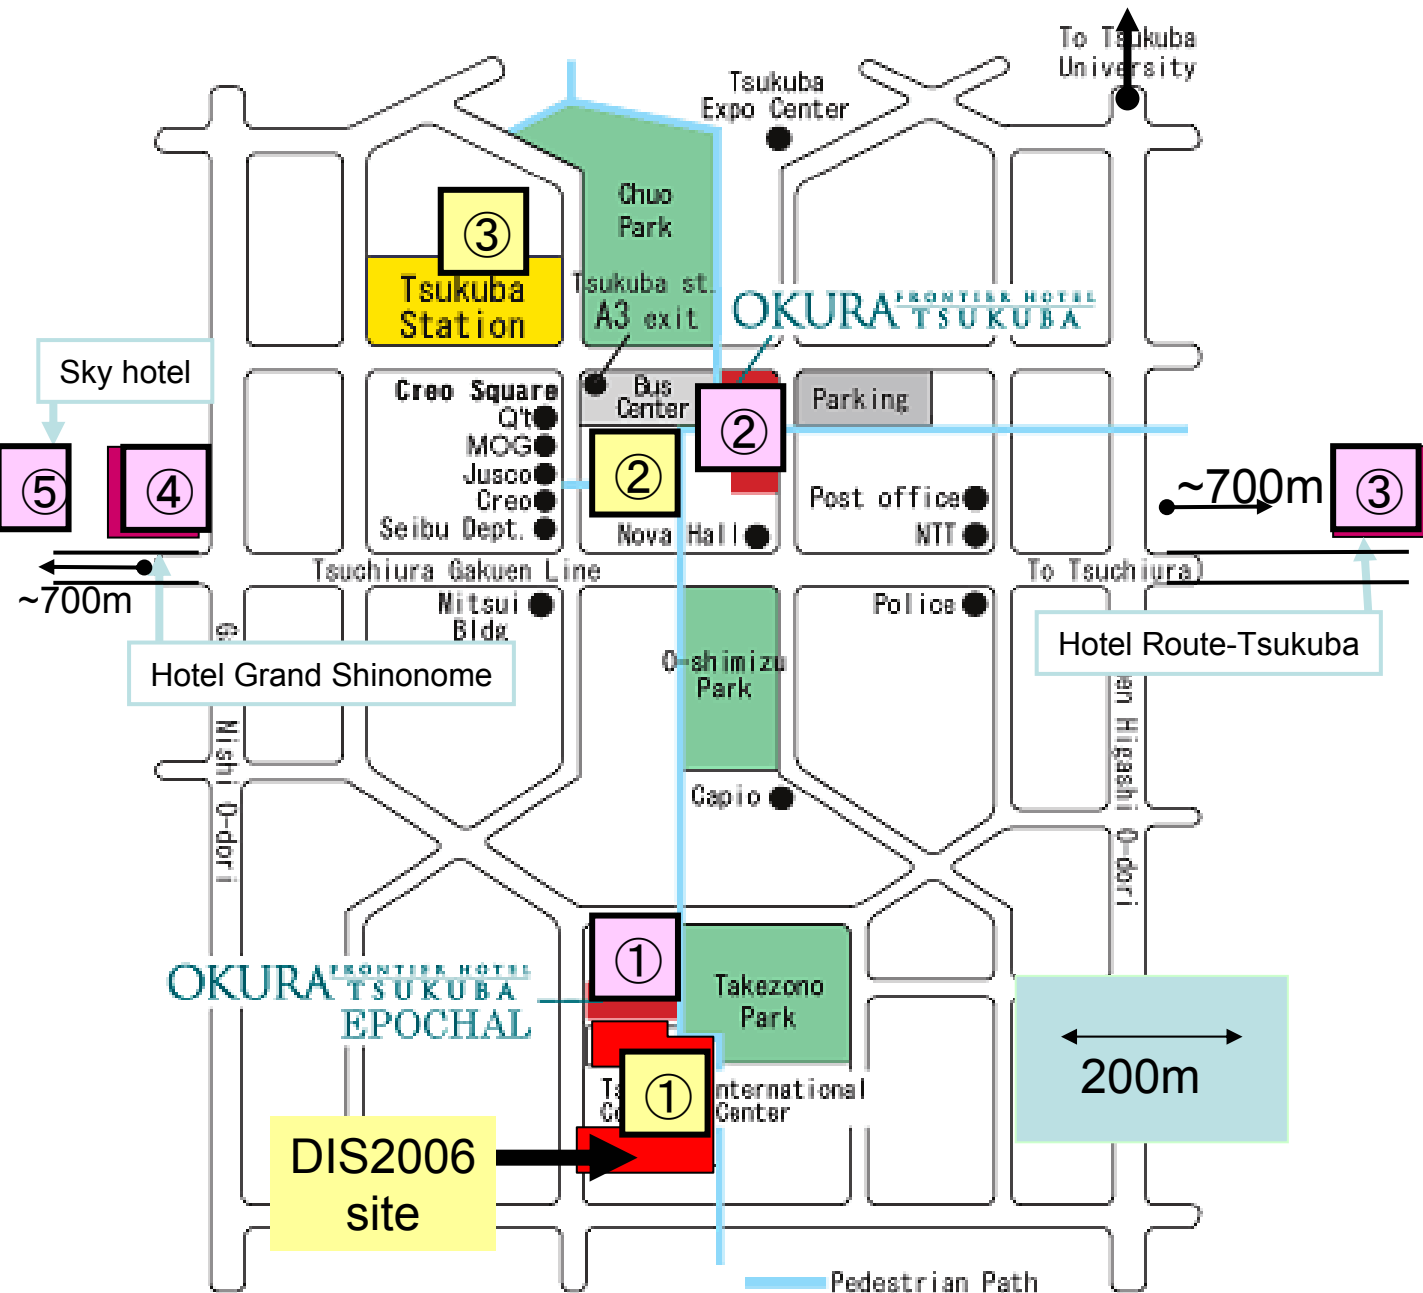 To Tsukuba
University
Tsukuba
Expo Center
Chuo
Park
③
Tsukuba
Station
Tsukuba st.
A3 exit
OKURA FRONTIER HOTEL
TSUKUBA
Sky hotel
Creo Square
Q't
MOG
Jusco
Creo
Seibu Dept.
Bus
Center
Parking
②
②
⑤
④
Post office
NTT
~700m
③
Nova Hall
Tsuchiura Gakuen Line
To Tsuchiura
~700m
Mitsui
Bldg
Police
Hotel Grand Shinonome
O-shimizu
Park
Hotel Route-Tsukuba
Nishi O-dori
Higashi O-dori
Capio
①
OKURA FRONTIER HOTEL
TSUKUBA
EPOCHAL
Takezono
Park
200m
①
Center
DIS2006
site
Pedestrian Path